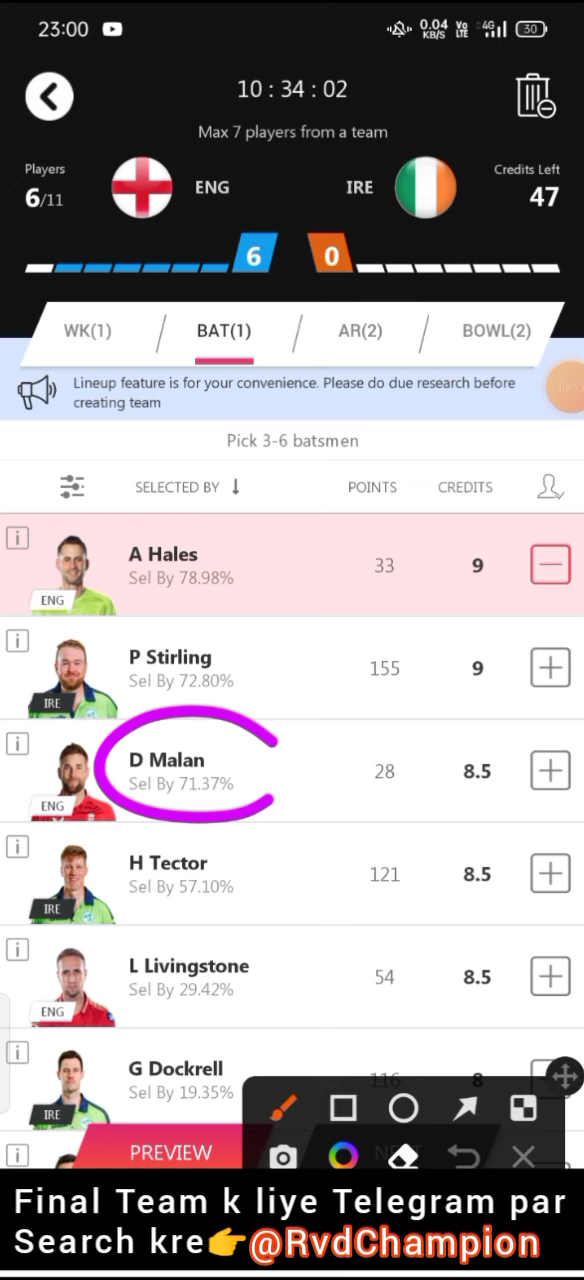 23:00 0.04 KB/S Vo LTE 4G 30
10 : 34 : 02
Max 7 players from a team
Players Credits Left
6/11 ENG IRE 47
6 0
WK(1) BAT(1) AR(2) BOWL(2)
Lineup feature is for your convenience. Please do due research before
creating team
Pick 3-6 batsmen
SELECTED BY ↓ POINTS CREDITS
A Hales 33 9
Sel By 78.98%
ENG
P Stirling 155 9
Sel By 72.80%
IRE
D Malan 28 8.5
Sel By 71.37%
ENG
H Tector 121 8.5
Sel By 57.10%
IRE
L Livingstone 54 8.5
Sel By 29.42%
ENG
G Dockrell 116 8
Sel By 19.35%
IRE
PREVIEW NEXT
Final Team k liye Telegram par
Search kre👉@RvdChampion